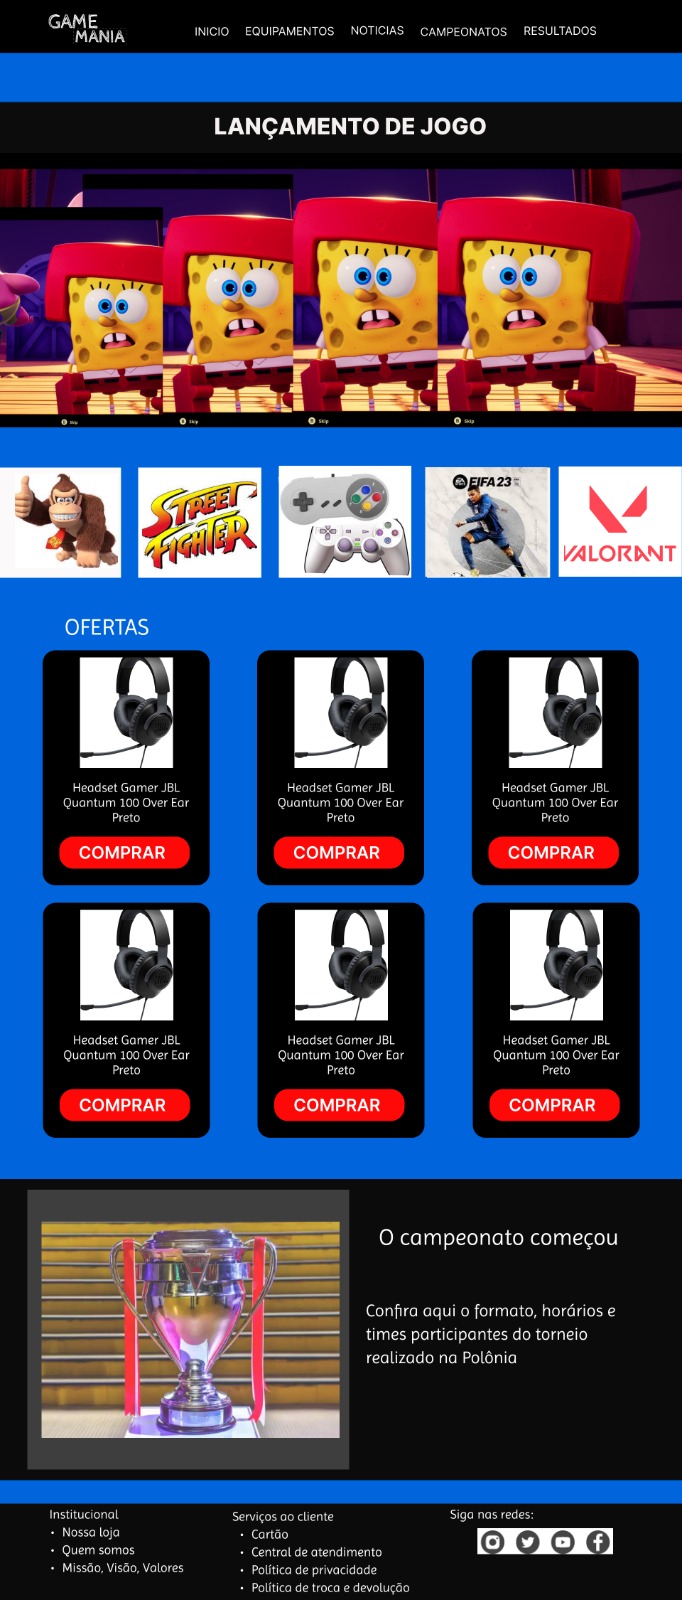 GAME
MANIA
INICIO EQUIPAMENTOS NOTICIAS CAMPEONATOS RESULTADOS
LANÇAMENTO DE JOGO
Skip Skip Skip Skip
STREET
FIGHTER
FIFA 23
VALORANT
OFERTAS
Headset Gamer JBL
Quantum 100 Over Ear
Preto
COMPRAR
Headset Gamer JBL
Quantum 100 Over Ear
Preto
COMPRAR
Headset Gamer JBL
Quantum 100 Over Ear
Preto
COMPRAR
Headset Gamer JBL
Quantum 100 Over Ear
Preto
COMPRAR
Headset Gamer JBL
Quantum 100 Over Ear
Preto
COMPRAR
Headset Gamer JBL
Quantum 100 Over Ear
Preto
COMPRAR
O campeonato começou
Confira aqui o formato, horários e
times participantes do torneio
realizado na Polônia
Institucional
• Nossa loja
• Quem somos
• Missão, Visão, Valores
Serviços ao cliente
• Cartão
• Central de atendimento
• Política de privacidade
• Política de troca e devolução
Siga nas redes: